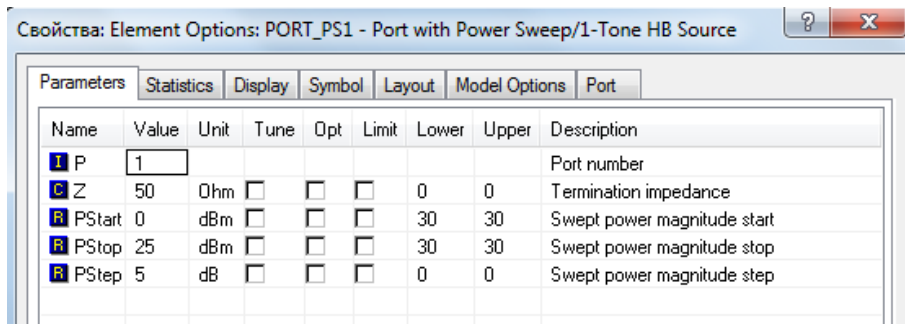 Свойства: Element Options: PORT_PS1 - Port with Power Sweep/1-Tone HB Source ? X
Parameters Statistics Display Symbol Layout Model Options Port
Name Value Unit Tune Opt Limit Lower Upper Description
I P 1 Port number
C Z 50 Ohm 0 0 Termination impedance
R PStart 0 dBm 30 30 Swept power magnitude start
R PStop 25 dBm 30 30 Swept power magnitude stop
R PStep 5 dB 0 0 Swept power magnitude step